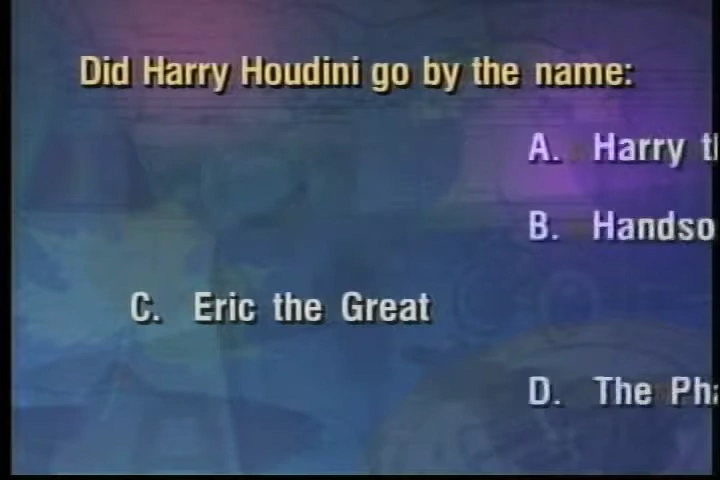 Did Harry Houdini go by the name:
A. Harry
B.
C. Eric the Great
D. The